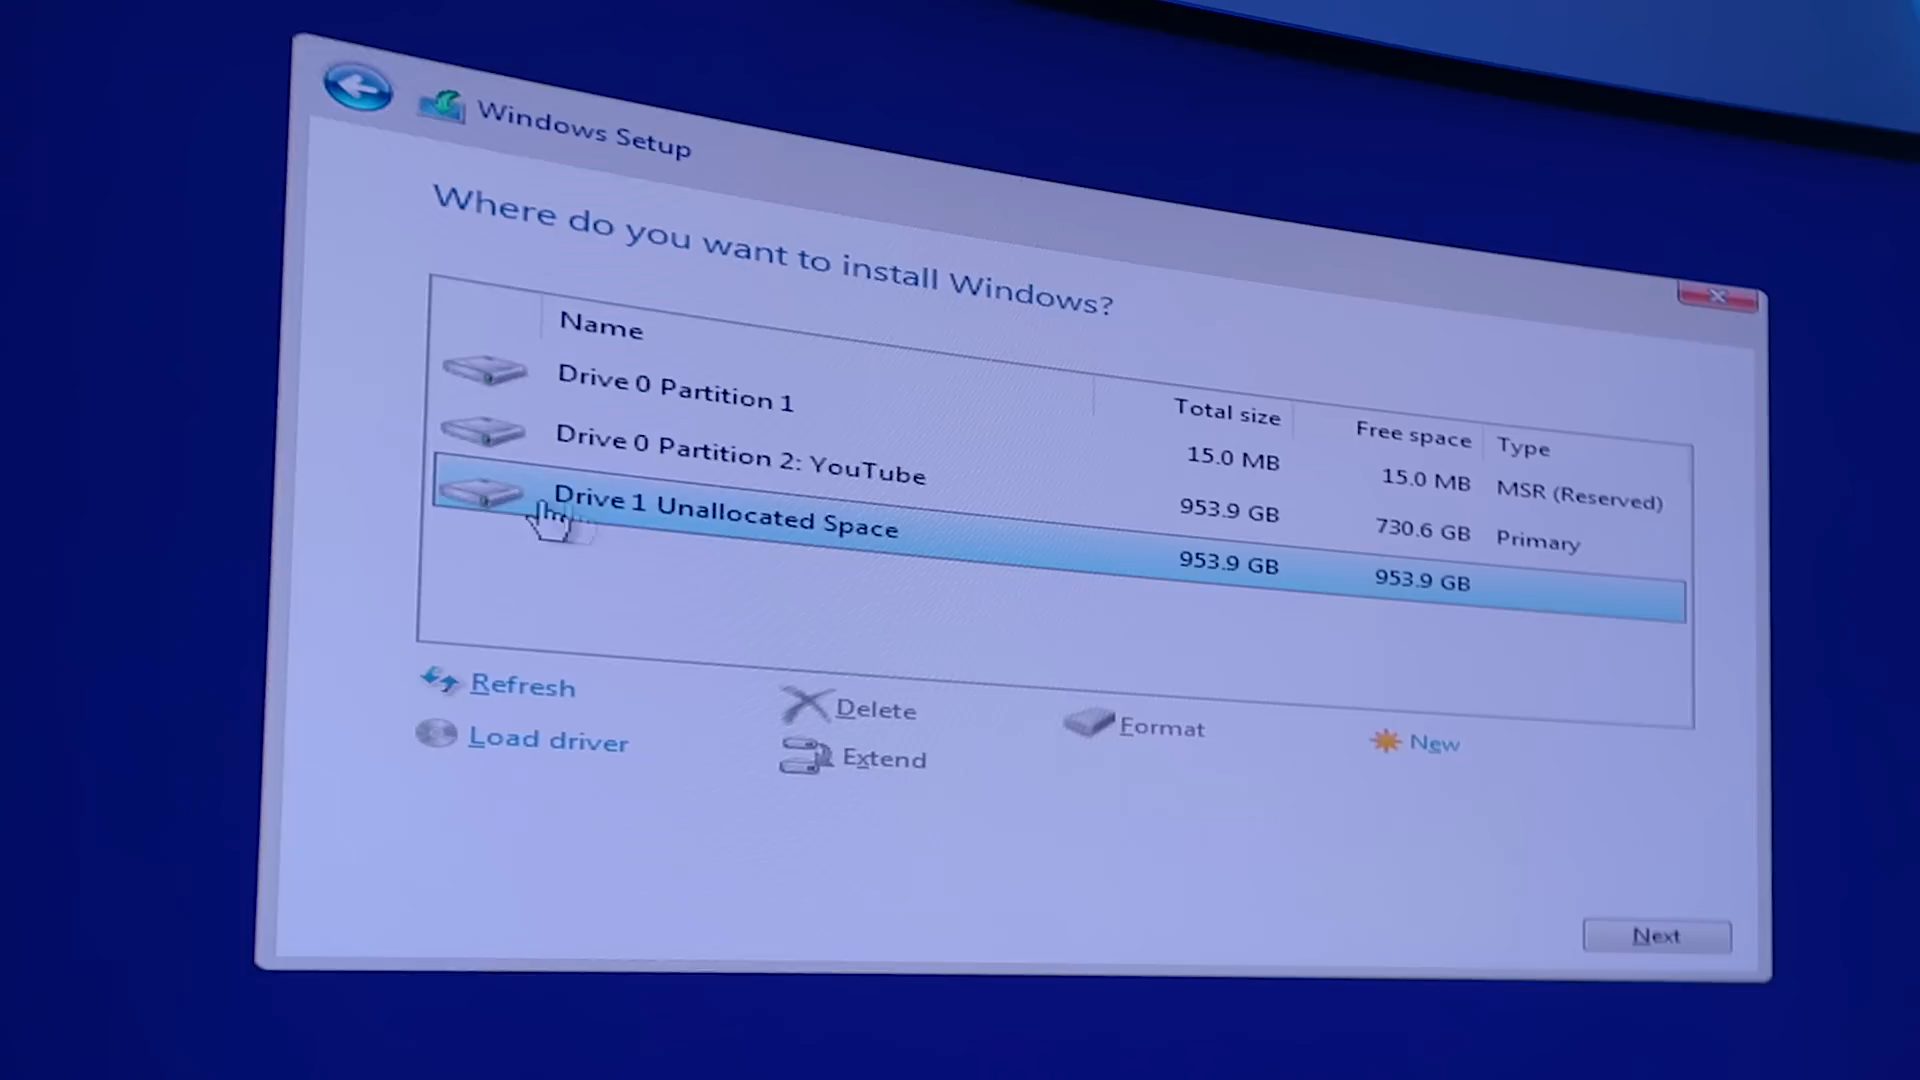 Windows Setup
Where do you want to install Windows?
Name Total size Free space Type
Drive 0 Partition 1 15.0 MB 15.0 MB MSR (Reserved)
Drive 0 Partition 2: YouTube 953.9 GB 730.6 GB Primary
Drive 1 Unallocated Space 953.9 GB 953.9 GB
Refresh Delete Format New
Load driver Extend
Next